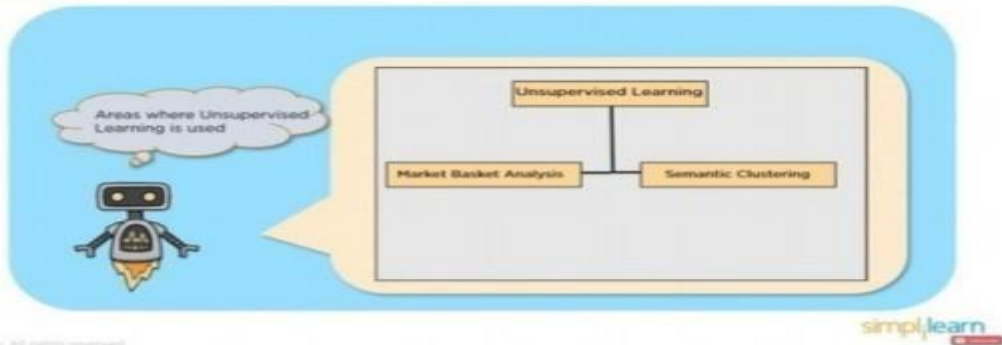 Areas where Unsupervised
Learning is used
Unsupervised Learning
Market Basket Analysis
Semantic Clustering
simplilearn